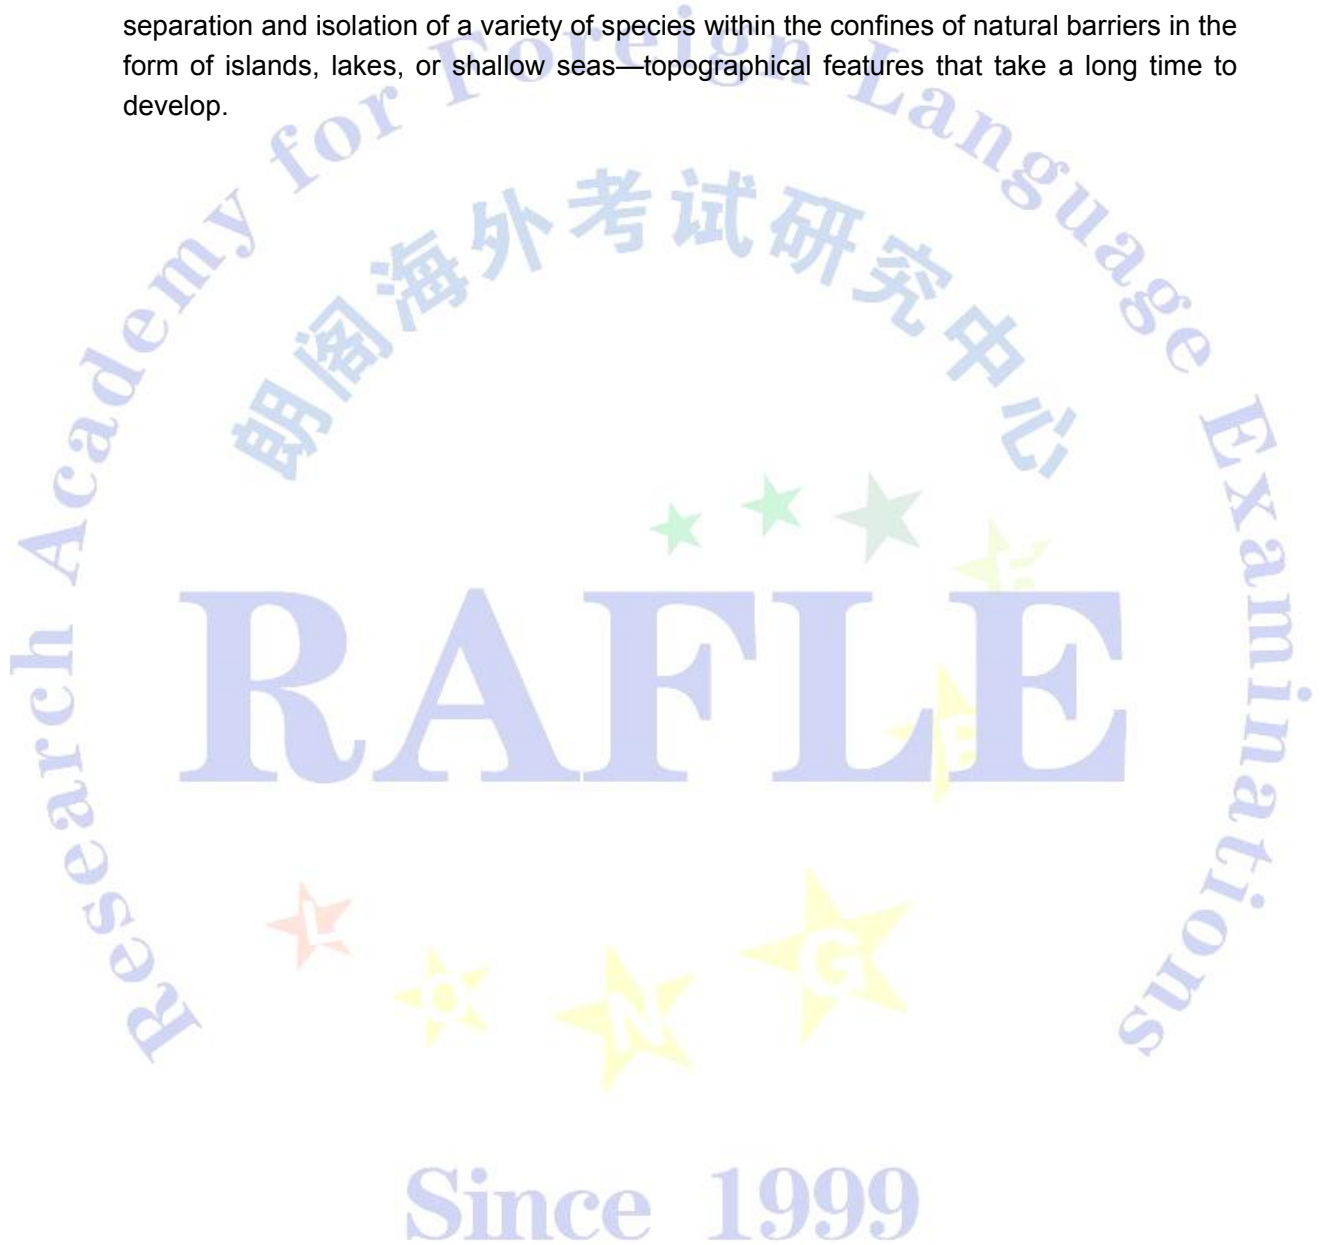 separation and isolation of a variety of species within the confines of natural barriers in the
form of islands, lakes, or shallow seas—topographical features that take a long time to
develop.
Research Academy for Foreign Language Examinations
朗阁海外考试研究中心
RAFLE
L O N G
Since 1999